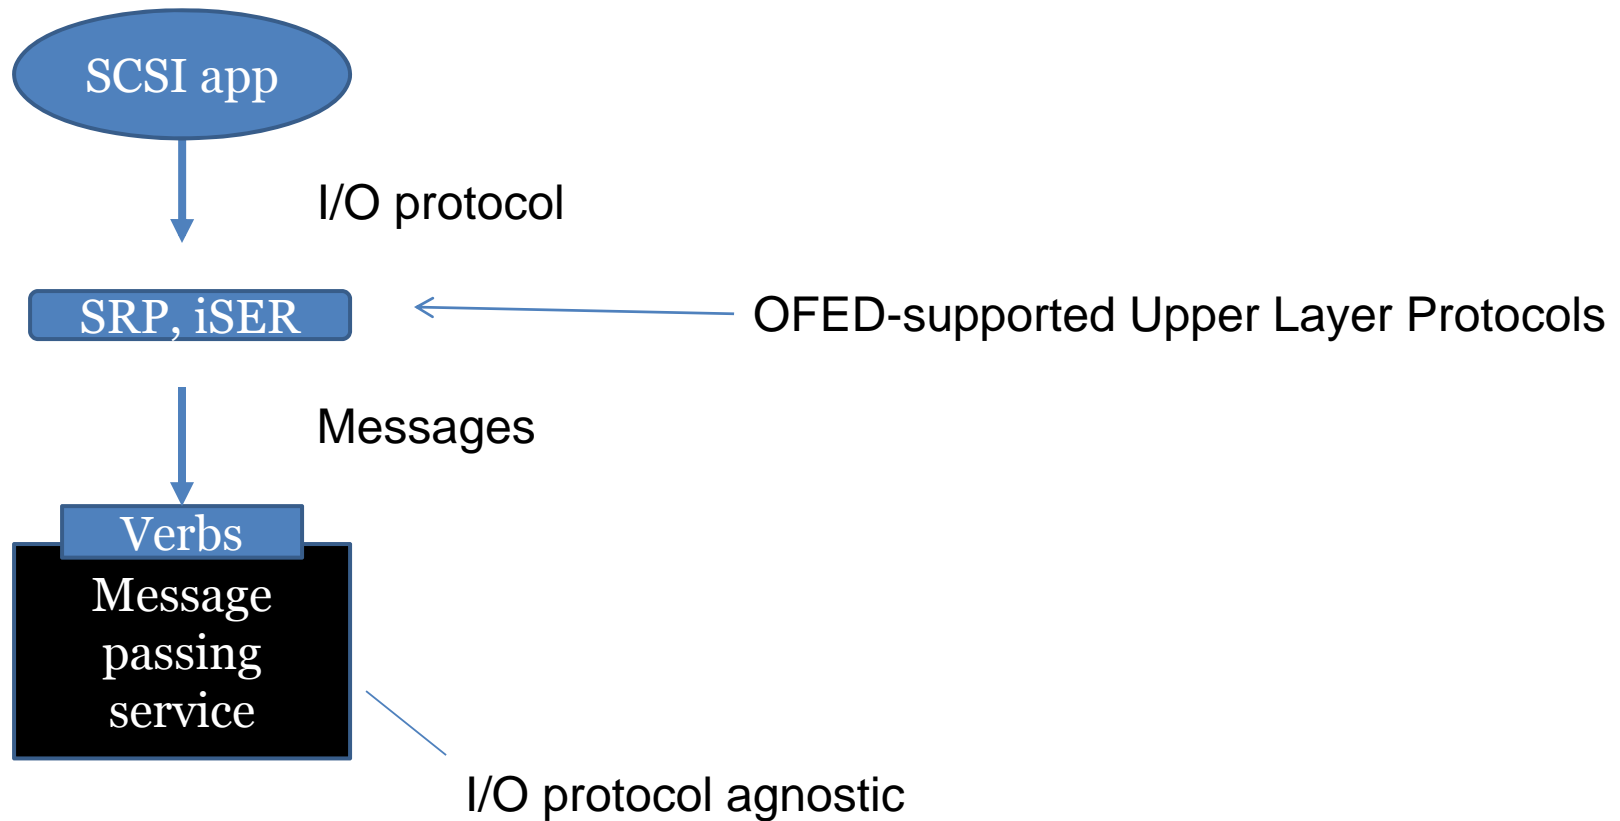 SCSI app
I/O protocol
SRP, iSER
OFED-supported Upper Layer Protocols
Messages
Verbs
Message
passing
service
I/O protocol agnostic